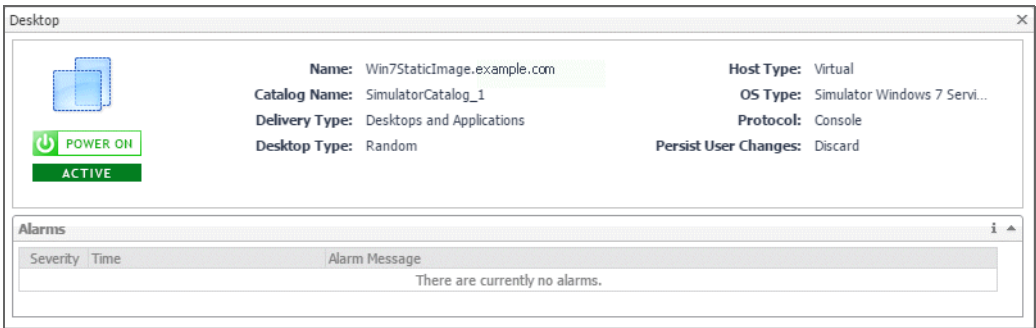 Desktop
Name: Win7StaticImage.example.com Host Type: Virtual
Catalog Name: SimulatorCatalog_1 OS Type: Simulator Windows 7 Servi...
Delivery Type: Desktops and Applications Protocol: Console
Desktop Type: Random Persist User Changes: Discard
POWER ON
ACTIVE
Alarms
Severity Time Alarm Message
There are currently no alarms.